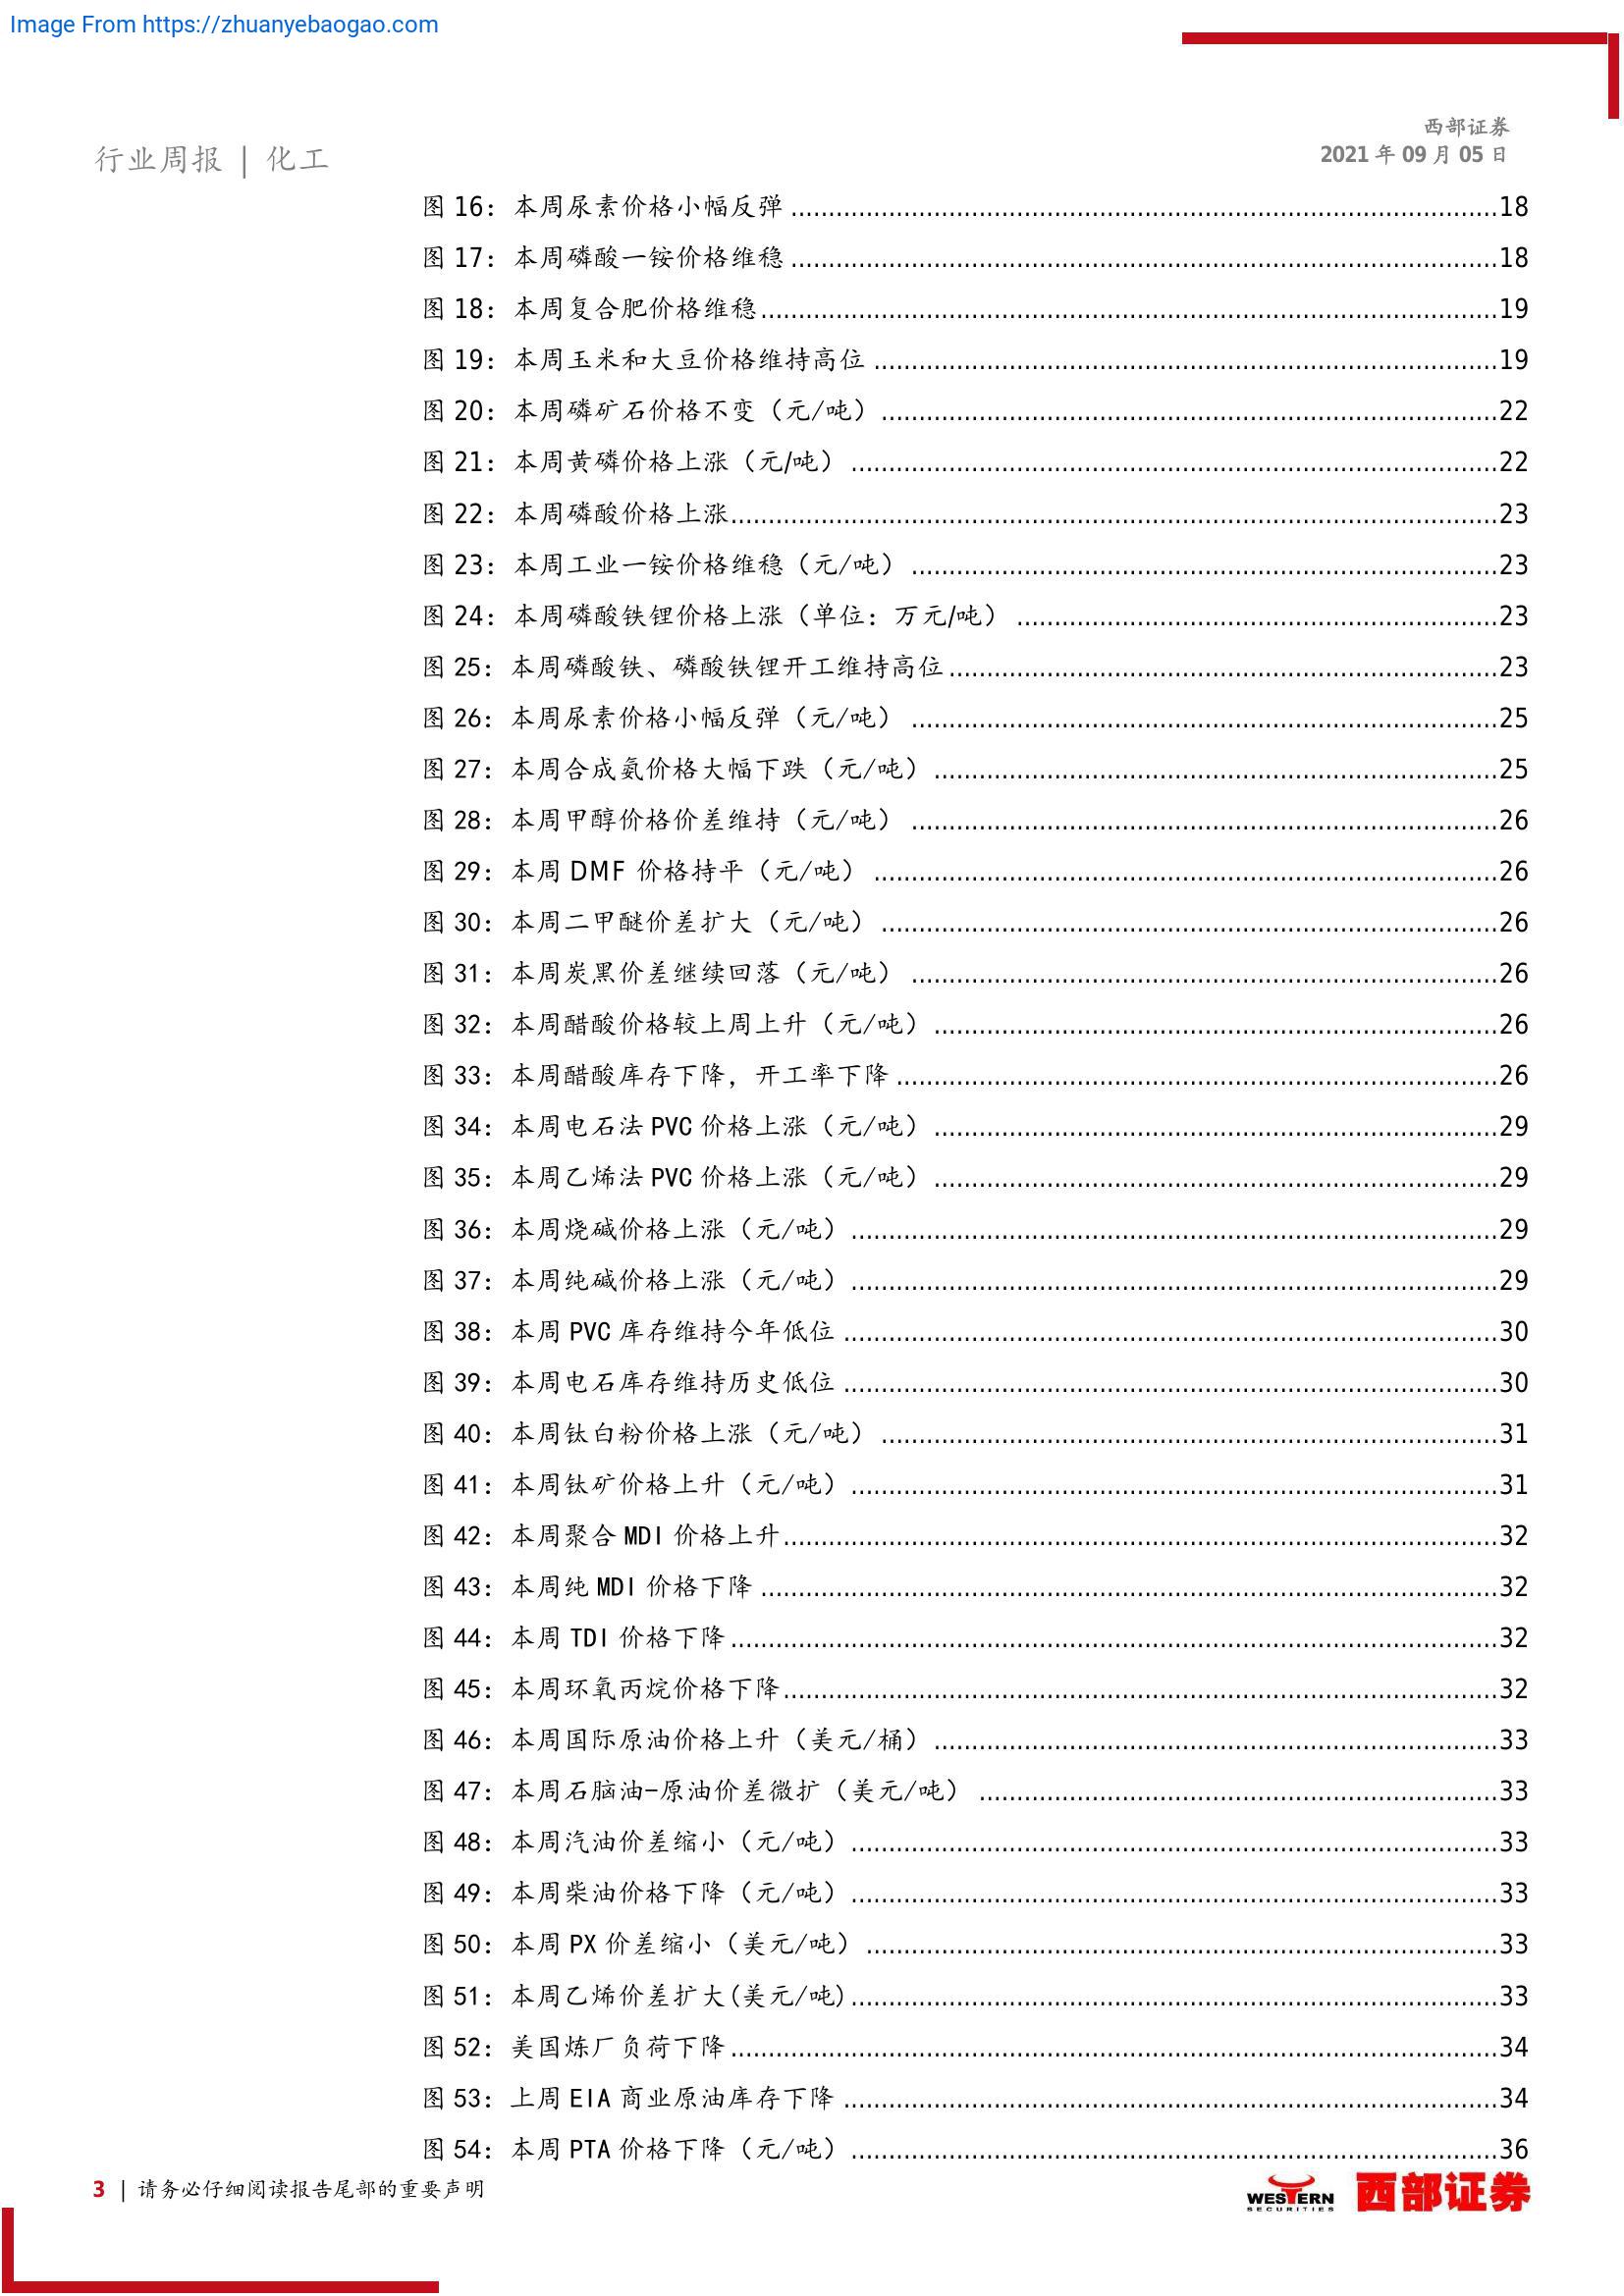 Image From https://zhuanyebaogao.com
西部证券
行业周报 | 化工
2021 年 09 月 05 日
图 16：本周尿素价格小幅反弹 ........................................18
图 17：本周磷酸一铵价格维稳 ........................................18
图 18：本周复合肥价格维稳 ........................................19
图 19：本周玉米和大豆价格维持高位 ........................................19
图 20：本周磷矿石价格不变（元/吨） ........................................22
图 21：本周黄磷价格上涨（元/吨） ........................................22
图 22：本周磷酸价格上涨 ........................................23
图 23：本周工业一铵价格维稳（元/吨） ........................................23
图 24：本周磷酸铁锂价格上涨（单位：万元/吨） ........................................23
图 25：本周磷酸铁、磷酸铁锂开工维持高位 ........................................23
图 26：本周尿素价格小幅反弹（元/吨） ........................................25
图 27：本周合成氨价格大幅下跌（元/吨） ........................................25
图 28：本周甲醇价格价差维持（元/吨） ........................................26
图 29：本周 DMF 价格持平（元/吨） ........................................26
图 30：本周二甲醚价差扩大（元/吨） ........................................26
图 31：本周炭黑价差继续回落（元/吨） ........................................26
图 32：本周醋酸价格较上周上升（元/吨） ........................................26
图 33：本周醋酸库存下降，开工率下降 ........................................26
图 34：本周电石法 PVC 价格上涨（元/吨） ........................................29
图 35：本周乙烯法 PVC 价格上涨（元/吨） ........................................29
图 36：本周烧碱价格上涨（元/吨） ........................................29
图 37：本周纯碱价格上涨（元/吨） ........................................29
图 38：本周 PVC 库存维持今年低位 ........................................30
图 39：本周电石库存维持历史低位 ........................................30
图 40：本周钛白粉价格上涨（元/吨） ........................................31
图 41：本周钛矿价格上升（元/吨） ........................................31
图 42：本周聚合 MDI 价格上升 ........................................32
图 43：本周纯 MDI 价格下降 ........................................32
图 44：本周 TDI 价格下降 ........................................32
图 45：本周环氧丙烷价格下降 ........................................32
图 46：本周国际原油价格上升（美元/桶） ........................................33
图 47：本周石脑油-原油价差微扩（美元/吨） ........................................33
图 48：本周汽油价差缩小（元/吨） ........................................33
图 49：本周柴油价格下降（元/吨） ........................................33
图 50：本周 PX 价差缩小（美元/吨） ........................................33
图 51：本周乙烯价差扩大(美元/吨) ........................................33
图 52：美国炼厂负荷下降 ........................................34
图 53：上周 EIA 商业原油库存下降 ........................................34
图 54：本周 PTA 价格下降（元/吨） ........................................36
3 | 请务必仔细阅读报告尾部的重要声明
WESTERN
SECURITIES
西部证券